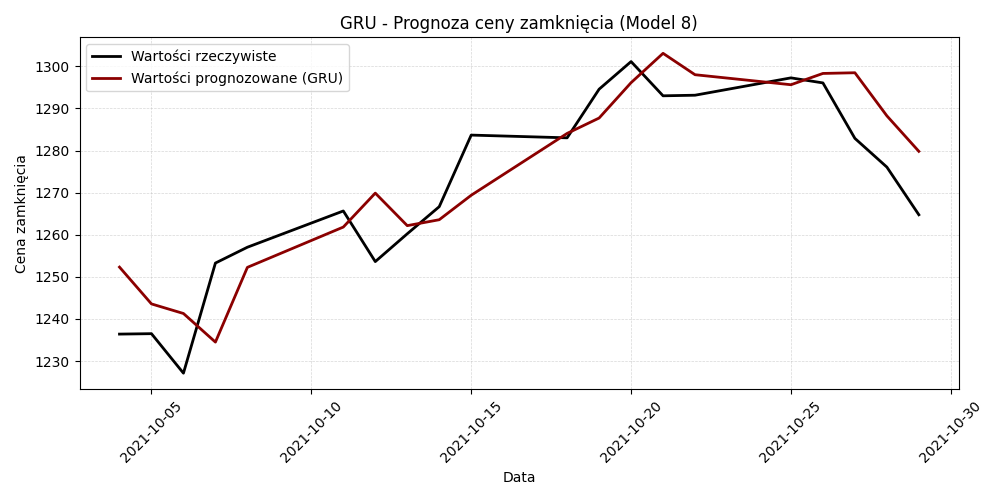 GRU - Prognoza ceny zamknięcia (Model 8)
Wartości rzeczywiste
Wartości prognozowane (GRU)
Cena zamknięcia
1300
1290
1280
1270
1260
1250
1240
1230
2021-10-05
2021-10-10
2021-10-15
2021-10-20
2021-10-25
2021-10-30
Data